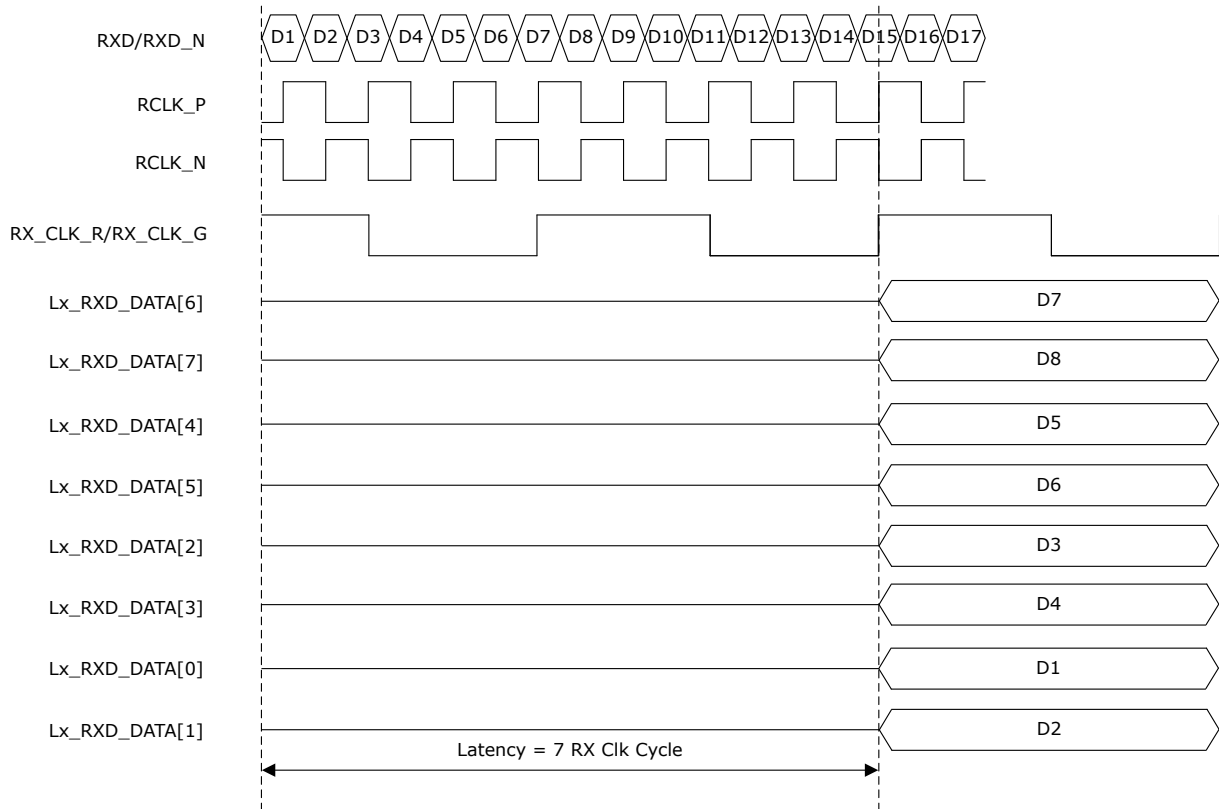 RXD/RXD_N
D1 D2 D3 D4 D5 D6 D7 D8 D9 D10 D11 D12 D13 D14 D15 D16 D17
RCLK_P
RCLK_N
RX_CLK_R/RX_CLK_G
Lx_RXD_DATA[6] D7
Lx_RXD_DATA[7] D8
Lx_RXD_DATA[4] D5
Lx_RXD_DATA[5] D6
Lx_RXD_DATA[2] D3
Lx_RXD_DATA[3] D4
Lx_RXD_DATA[0] D1
Lx_RXD_DATA[1] D2
Latency = 7 RX Clk Cycle